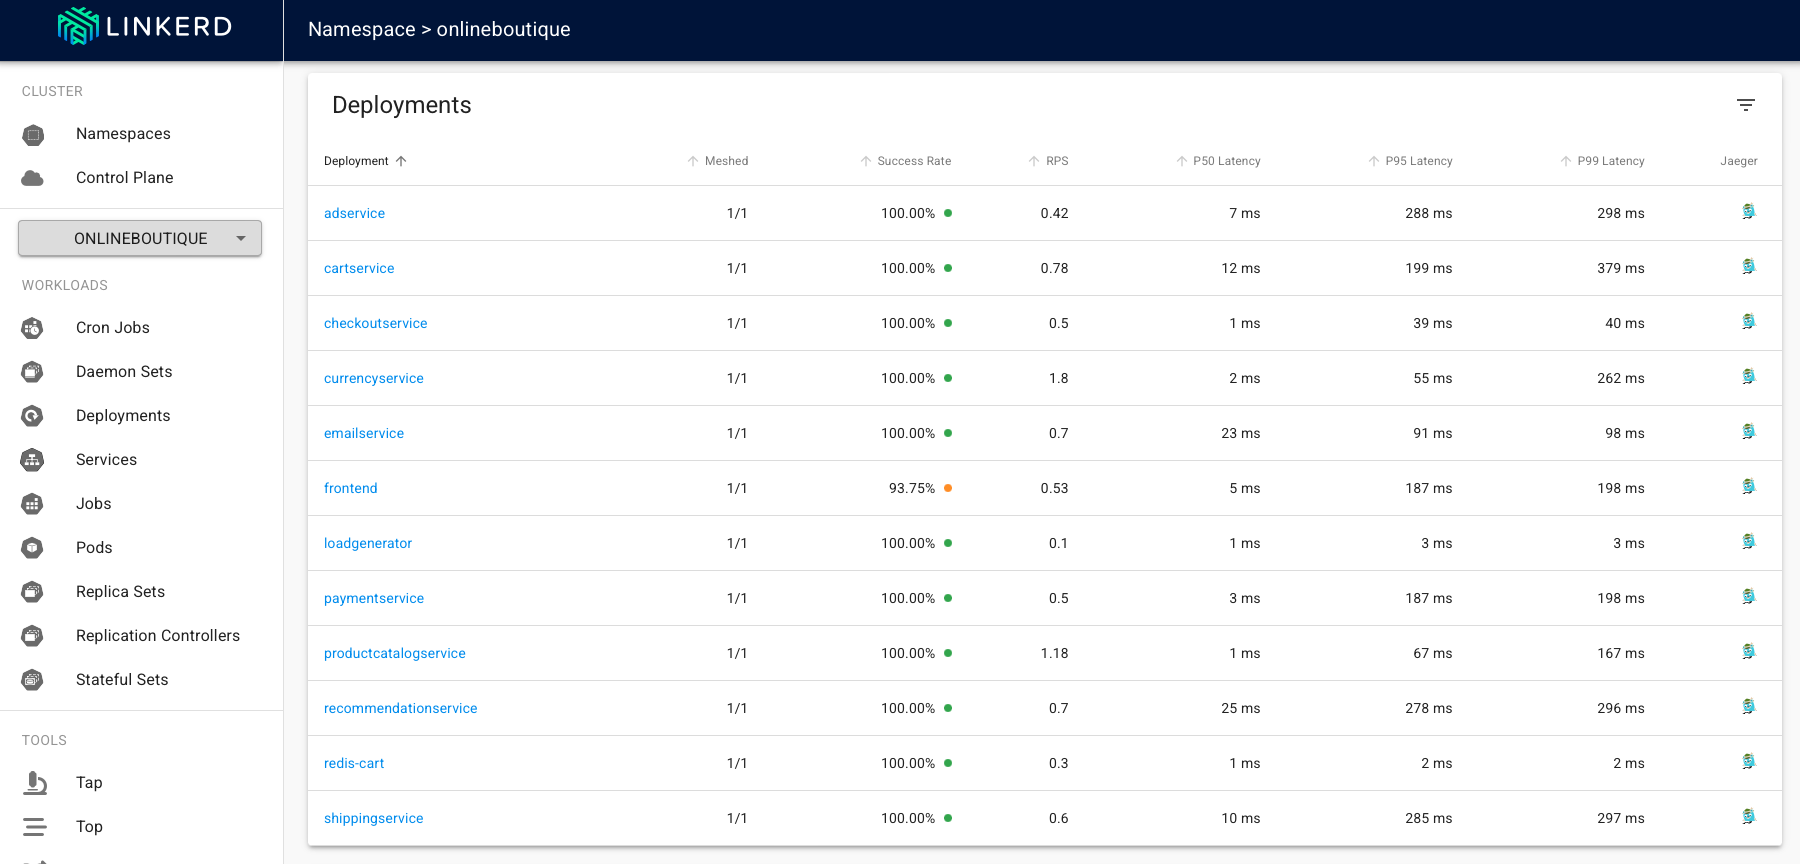 LINKERD
Namespace > onlineboutique
CLUSTER
Namespaces
Control Plane
ONLINEBOUTIQUE
WORKLOADS
Cron Jobs
Daemon Sets
Deployments
Services
Jobs
Pods
Replica Sets
Replication Controllers
Stateful Sets
TOOLS
Tap
Top
Deployments
Deployment Meshed Success Rate RPS P50 Latency P95 Latency P99 Latency Jaeger
adservice 1/1 100.00% 0.42 7 ms 288 ms 298 ms
cartservice 1/1 100.00% 0.78 12 ms 199 ms 379 ms
checkoutservice 1/1 100.00% 0.5 1 ms 39 ms 40 ms
currencyservice 1/1 100.00% 1.8 2 ms 55 ms 262 ms
emailservice 1/1 100.00% 0.7 23 ms 91 ms 98 ms
frontend 1/1 93.75% 0.53 5 ms 187 ms 198 ms
loadgenerator 1/1 100.00% 0.1 1 ms 3 ms 3 ms
paymentservice 1/1 100.00% 0.5 3 ms 187 ms 198 ms
productcatalogservice 1/1 100.00% 1.18 1 ms 67 ms 167 ms
recommendationservice 1/1 100.00% 0.7 25 ms 278 ms 296 ms
redis-cart 1/1 100.00% 0.3 1 ms 2 ms 2 ms
shippingservice 1/1 100.00% 0.6 10 ms 285 ms 297 ms